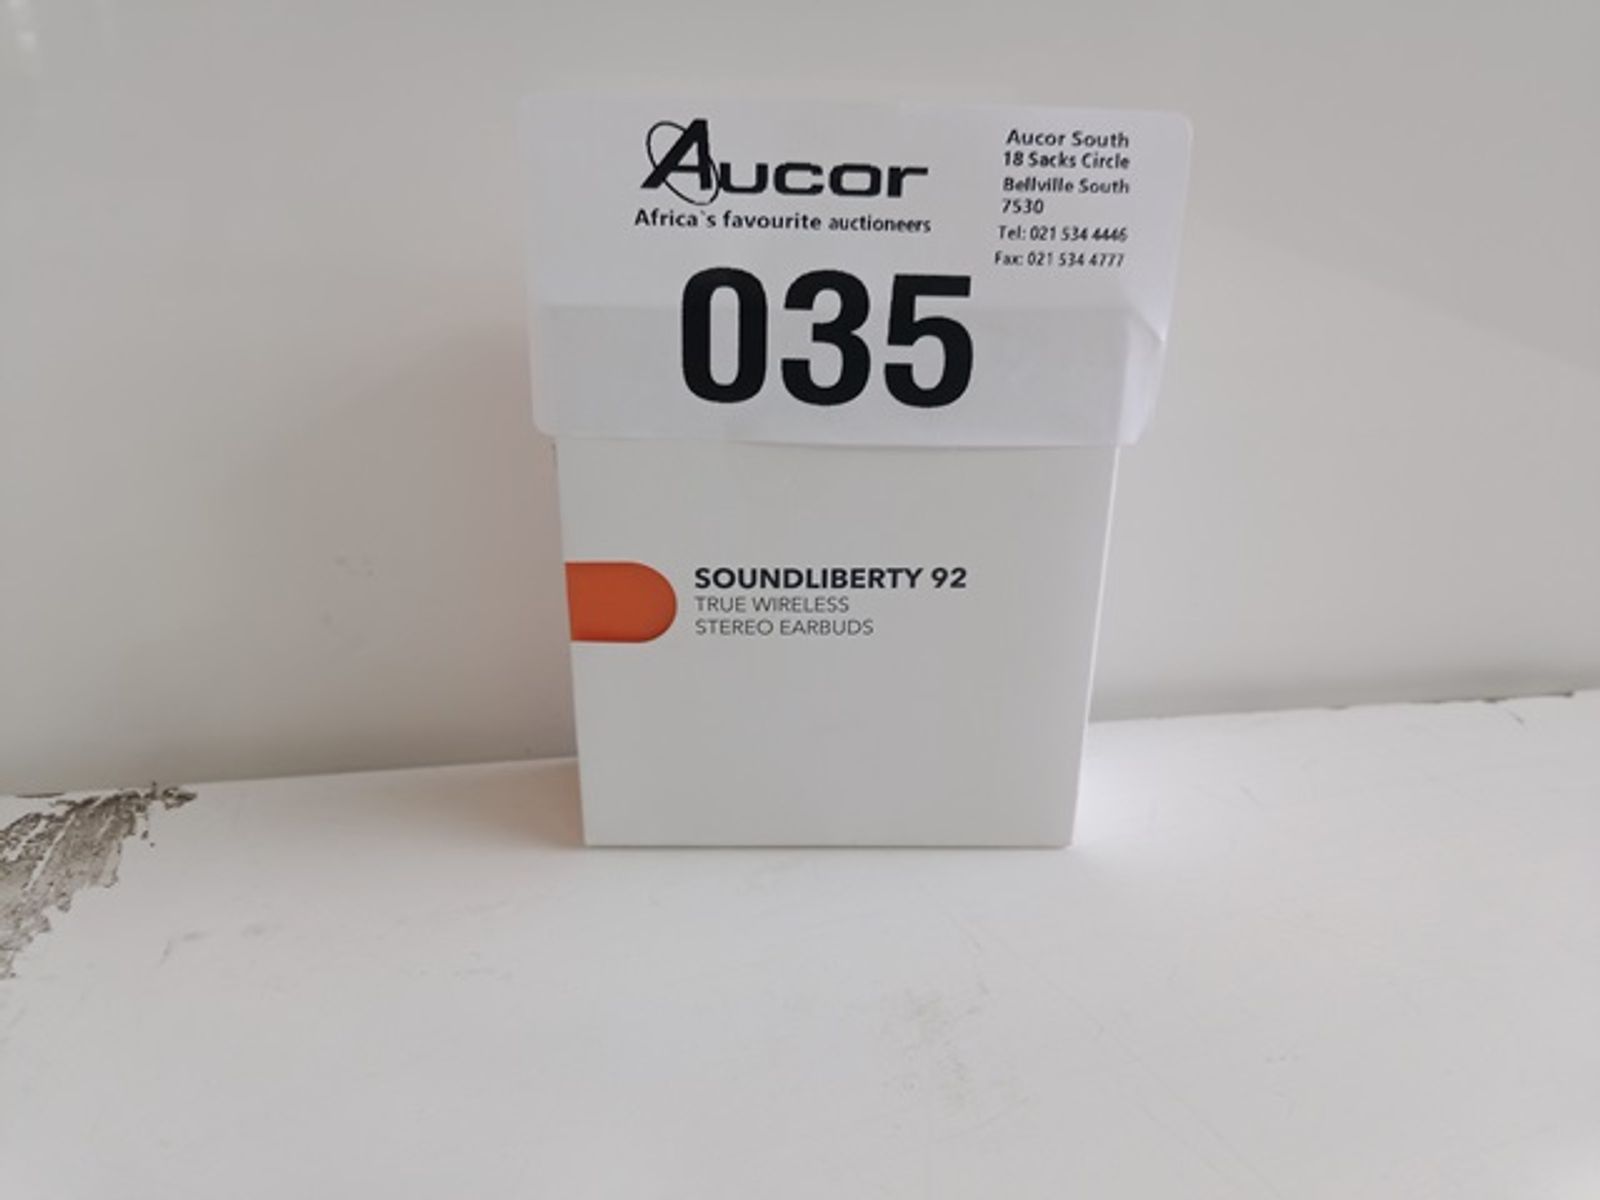 Aucor
Africa`s favourite auctioneers
Aucor South
18 Sacks Circle
Bellville South
7530
Tel: 021 534 4446
Fax: 021 534 4777
035
SOUNDLIBERTY 92
TRUE WIRELESS
STEREO EARBUDS